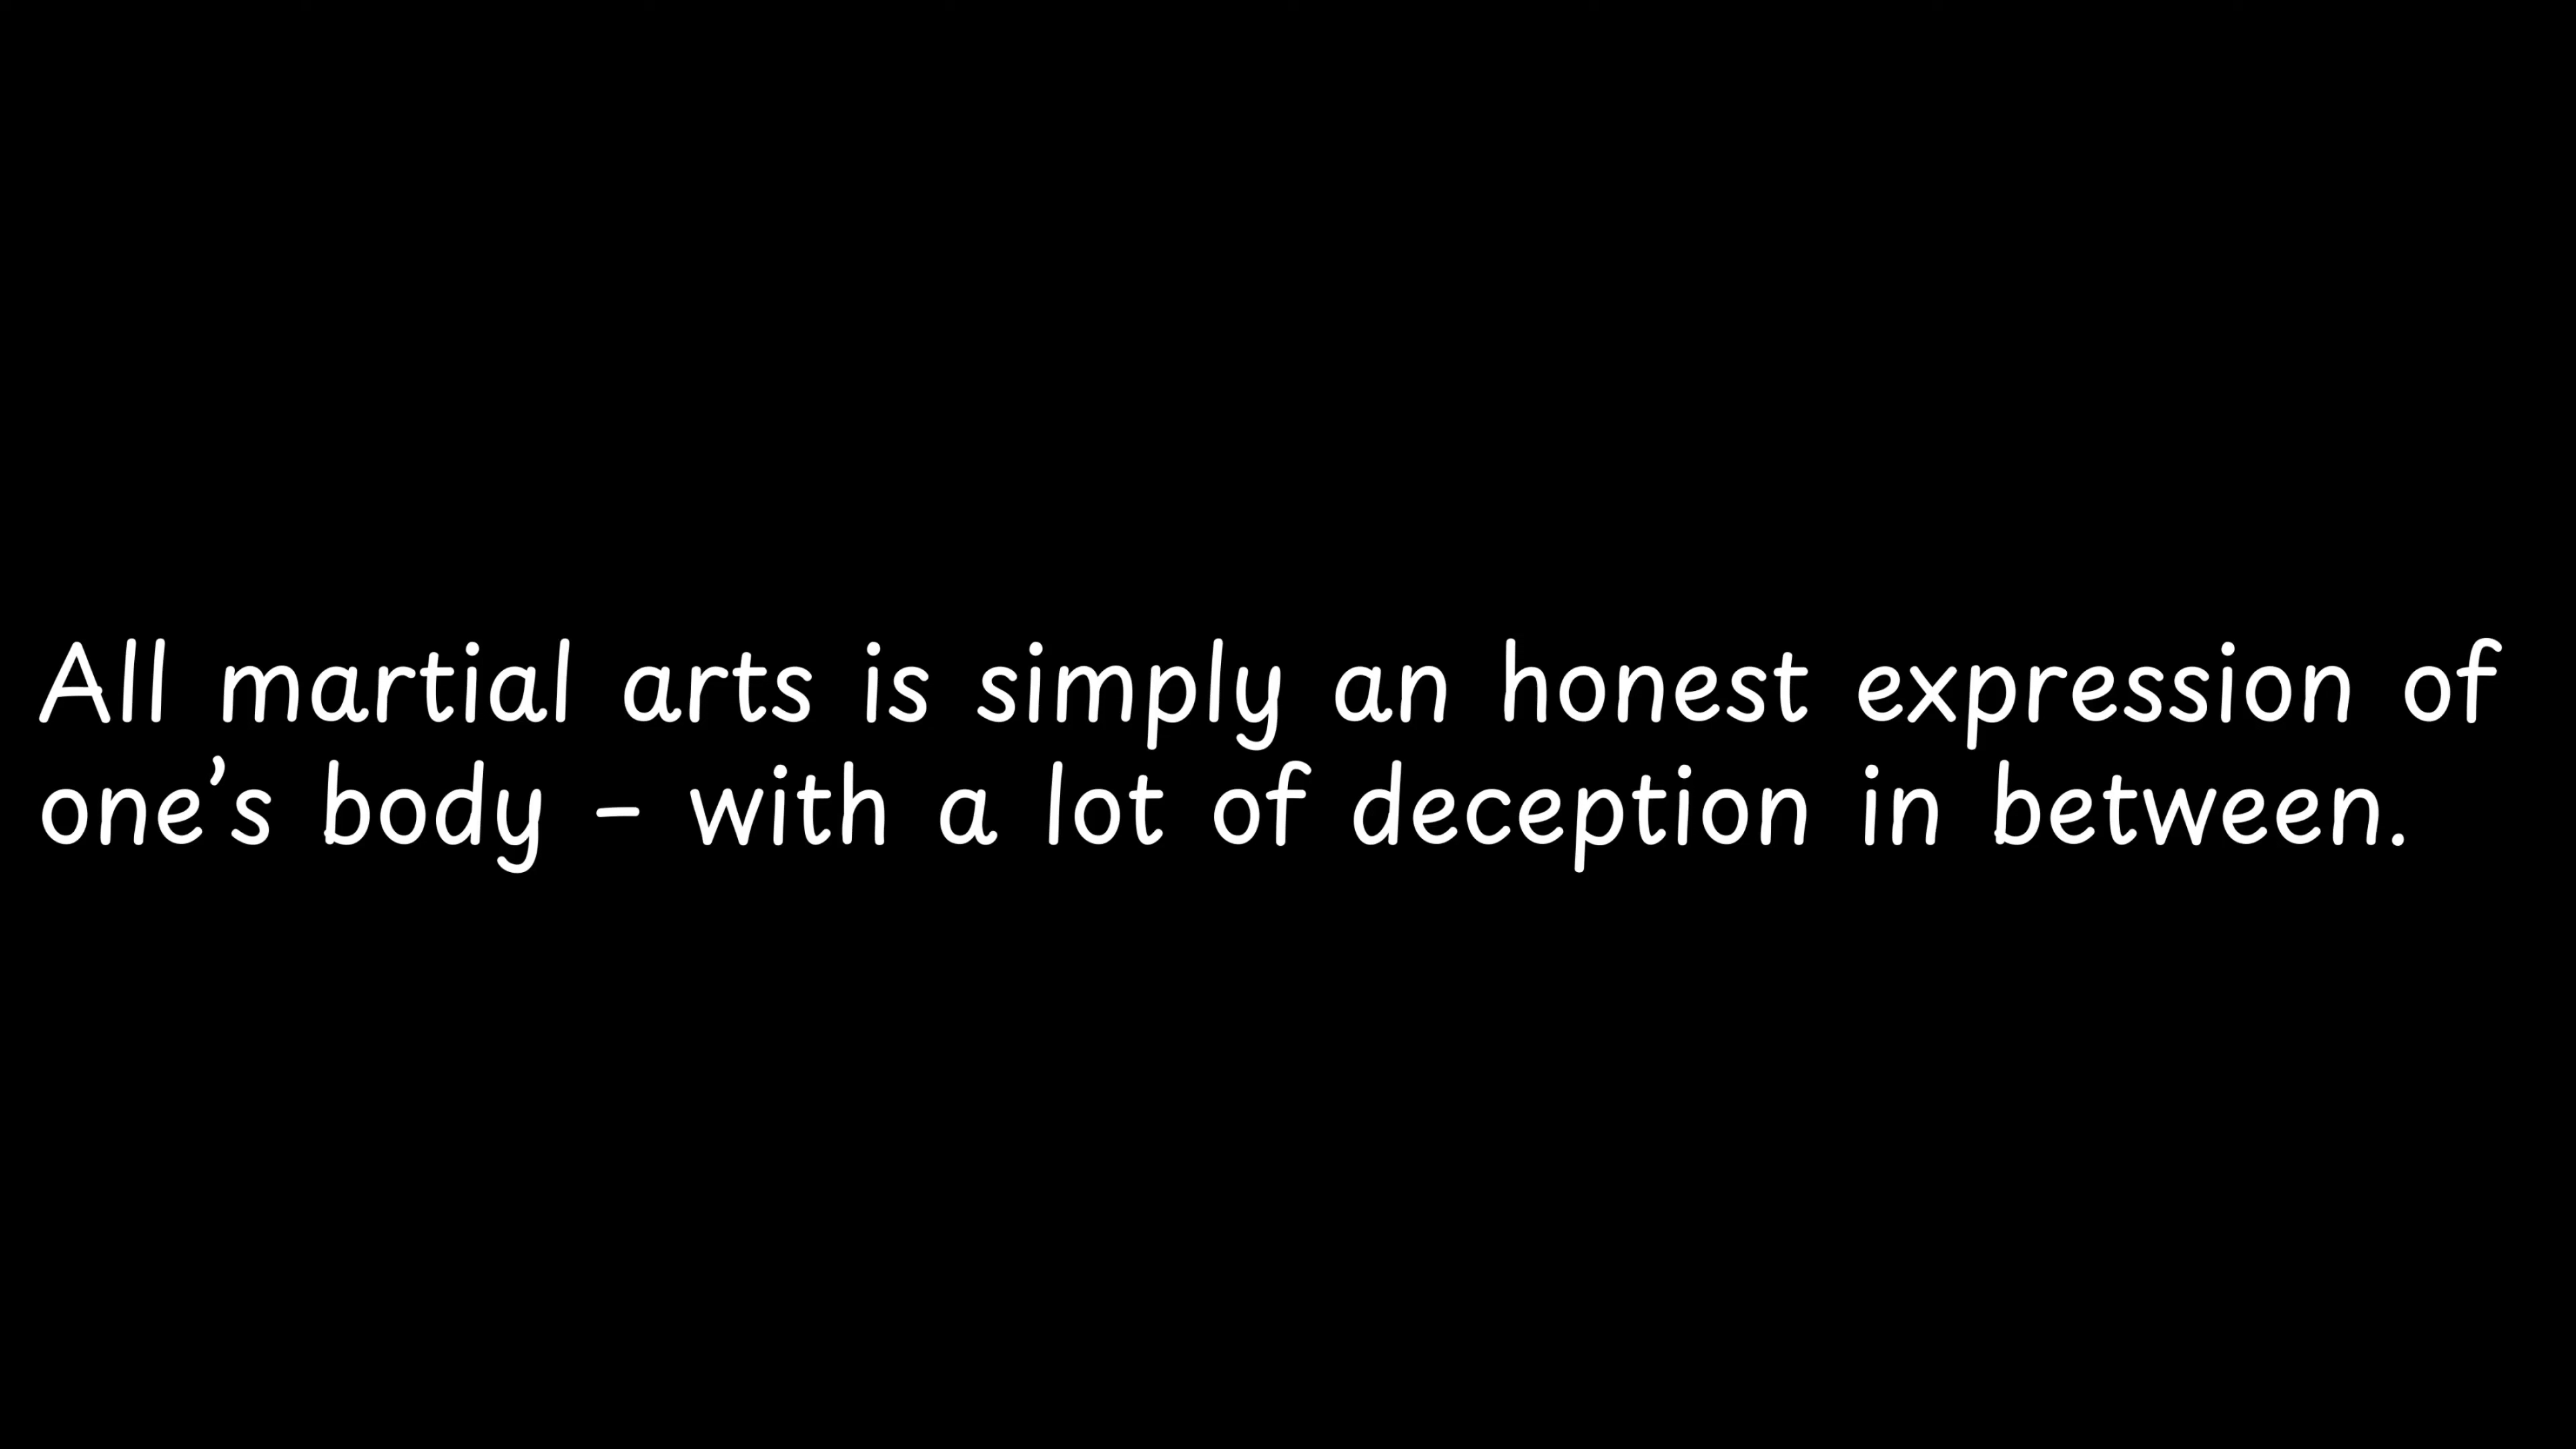 All martial arts is simply an honest expression of
one’s body - with a lot of deception in between.